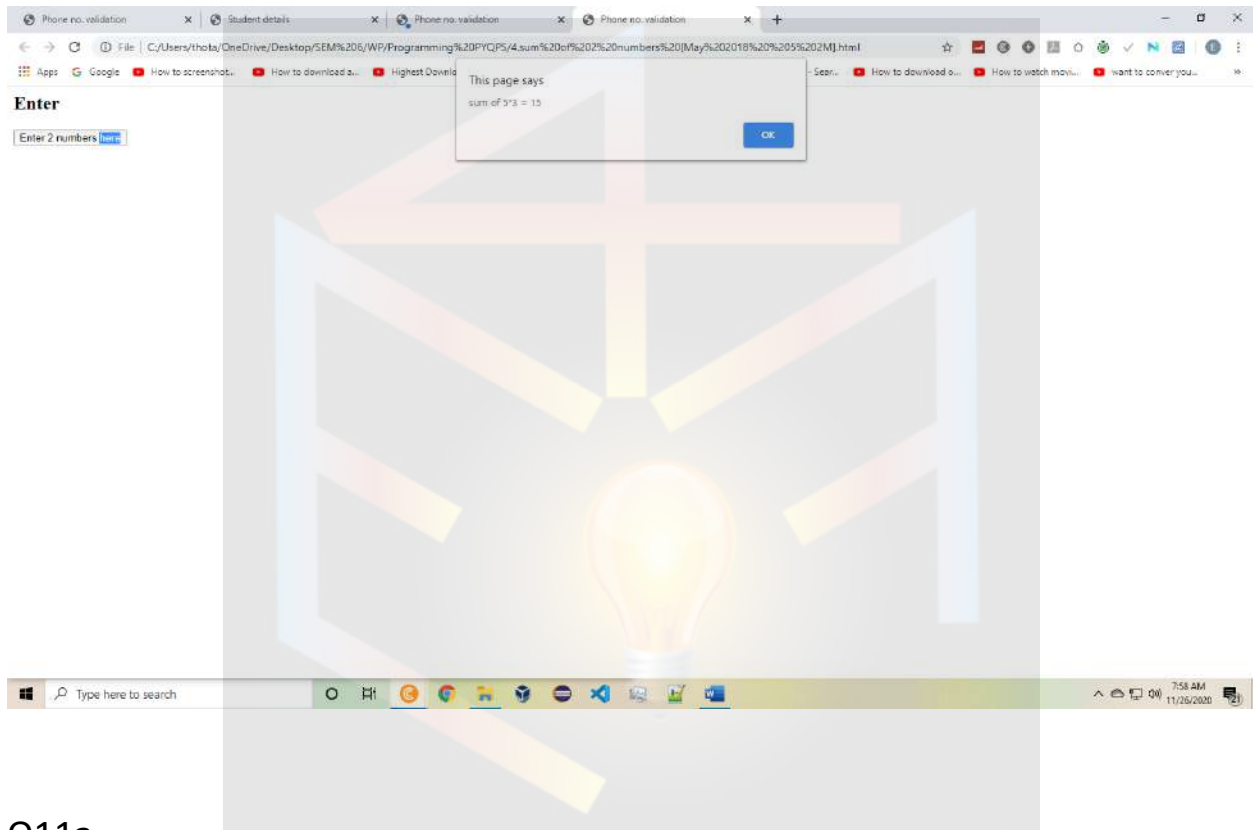 Phone no. validation Student details Phone no. validation Phone no. validation
File C:/Users/thota/OneDrive/Desktop/SEM%206/WP/Programming%20PYQPS/4.sum%20of%202%20numbers%20[May%202018%20%205%202M].html
Apps Google How to screenshot... How to download a... Highest Downlo - Sear... How to download o... How to watch movi... want to conver you... »
This page says
sum of 5*3 = 15
OK
Enter
Enter 2 numbers here
Type here to search
7:58 AM
11/26/2020
21